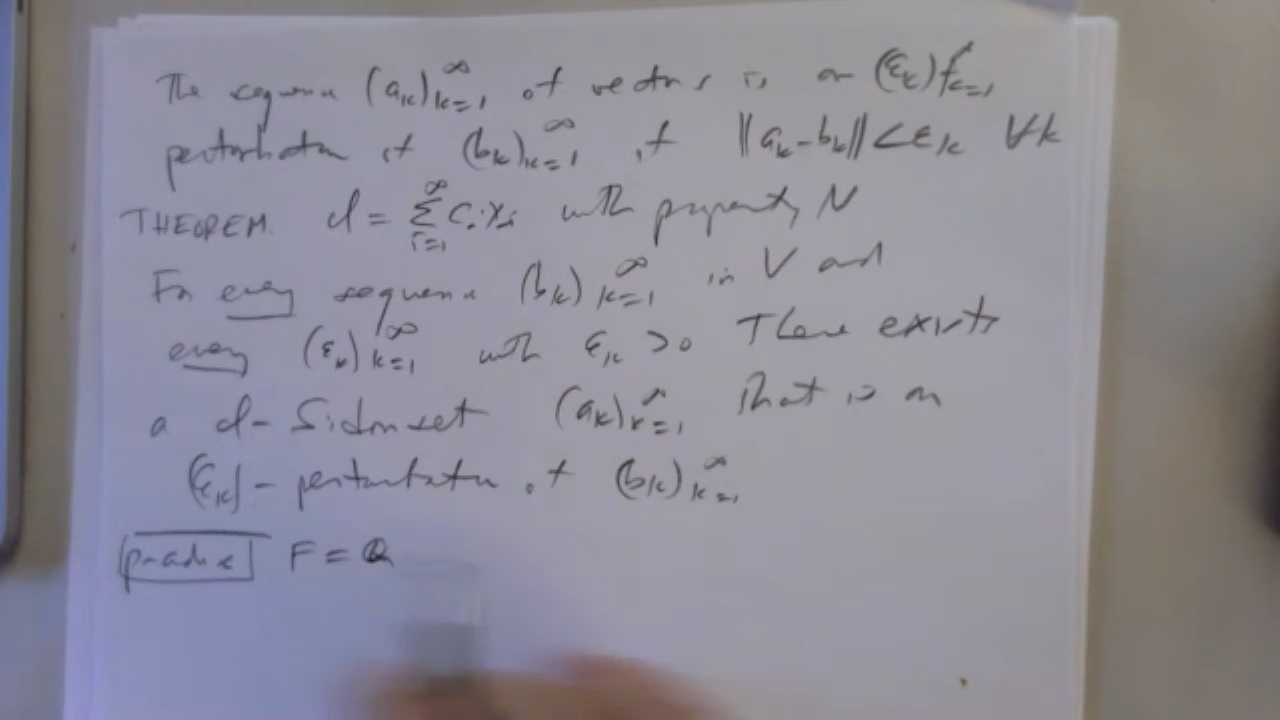 The sequence (a_k)_{k=1}^∞ of vectors is an (ε_k)_{k=1}^∞
perturbation of (b_k)_{k=1}^∞ if ||a_k - b_k|| < ε_k ∀k
THEOREM. φ = Σ_{i=1}^∞ c_i x_i with property N
For every sequence (b_k)_{k=1}^∞ in V and
every (ε_k)_{k=1}^∞ with ε_k > 0 There exists
a φ - Sidon set (a_k)_{k=1}^∞ that is an
(ε_k) - perturbation of (b_k)_{k=1}^∞
p-adic F = Q